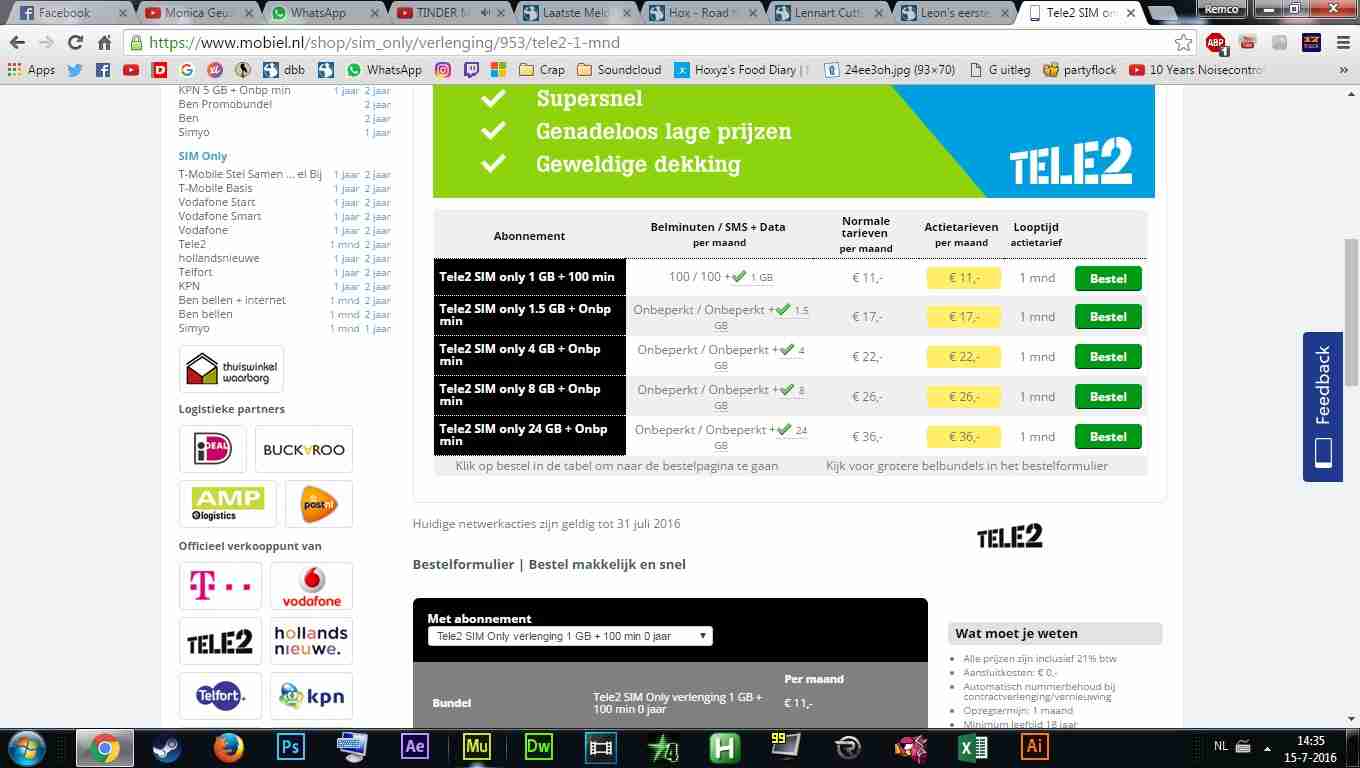 Facebook
Monica Geu
WhatsApp
TINDER M
Laatste Meld
Hox - Road t
Lennart Cutt
Leon's eerste
Tele2 SIM on
Remco
https://www.mobiel.nl/shop/sim_only/verlenging/953/tele2-1-mnd
ABP
1
Apps
dbb
WhatsApp
Crap
Soundcloud
Hoxyz's Food Diary |
24ee3oh.jpg (93×70)
G uitleg
partyflock
10 Years Noisecontro
»
KPN 5 GB + Onbp min 1 jaar 2 jaar
Ben Promobundel 2 jaar
Ben 2 jaar
Simyo 1 jaar
SIM Only
T-Mobile Stel Samen ... el Bij 1 jaar 2 jaar
T-Mobile Basis 1 jaar 2 jaar
Vodafone Start 1 jaar 2 jaar
Vodafone Smart 1 jaar 2 jaar
Vodafone 1 jaar 2 jaar
Tele2 1 mnd 2 jaar
hollandsnieuwe 1 jaar 2 jaar
Telfort 1 jaar 2 jaar
KPN 1 jaar 2 jaar
Ben bellen + internet 1 mnd 2 jaar
Ben bellen 1 mnd 2 jaar
Simyo 1 mnd 1 jaar
thuiswinkel
waarborg
Logistieke partners
iDEAL
BUCKAROO
AMP
logistics
postnl
Officieel verkooppunt van
T
vodafone
TELE2
hollands
nieuwe.
Telfort
kpn
Supersnel
Genadeloos lage prijzen
Geweldige dekking
TELE2
Abonnement
Belminuten / SMS + Data
per maand
Normale
tarieven
per maand
Actietarieven
per maand
Looptijd
actietarief
Tele2 SIM only 1 GB + 100 min
100 / 100 + 1 GB
€ 11,-
€ 11,-
1 mnd
Bestel
Tele2 SIM only 1.5 GB + Onbp
min
Onbeperkt / Onbeperkt + 1.5
GB
€ 17,-
€ 17,-
1 mnd
Bestel
Tele2 SIM only 4 GB + Onbp
min
Onbeperkt / Onbeperkt + 4
GB
€ 22,-
€ 22,-
1 mnd
Bestel
Tele2 SIM only 8 GB + Onbp
min
Onbeperkt / Onbeperkt + 8
GB
€ 26,-
€ 26,-
1 mnd
Bestel
Tele2 SIM only 24 GB + Onbp
min
Onbeperkt / Onbeperkt + 24
GB
€ 36,-
€ 36,-
1 mnd
Bestel
Klik op bestel in de tabel om naar de bestelpagina te gaan
Kijk voor grotere belbundels in het bestelformulier
Huidige netwerkacties zijn geldig tot 31 juli 2016
TELE2
Bestelformulier | Bestel makkelijk en snel
Met abonnement
Tele2 SIM Only verlenging 1 GB + 100 min 0 jaar
Per maand
Bundel
Tele2 SIM Only verlenging 1 GB +
100 min 0 jaar
€ 11,-
Wat moet je weten
Alle prijzen zijn inclusief 21% btw
Aansluitkosten: € 0,-
Automatisch nummerbehoud bij
contractverlenging/vernieuwing
Opzegtermijn: 1 maand
Minimum leeftijd 18 jaar
Feedback
Ps
Ae
Mu
Dw
H
99
Ai
NL
14:35
15-7-2016